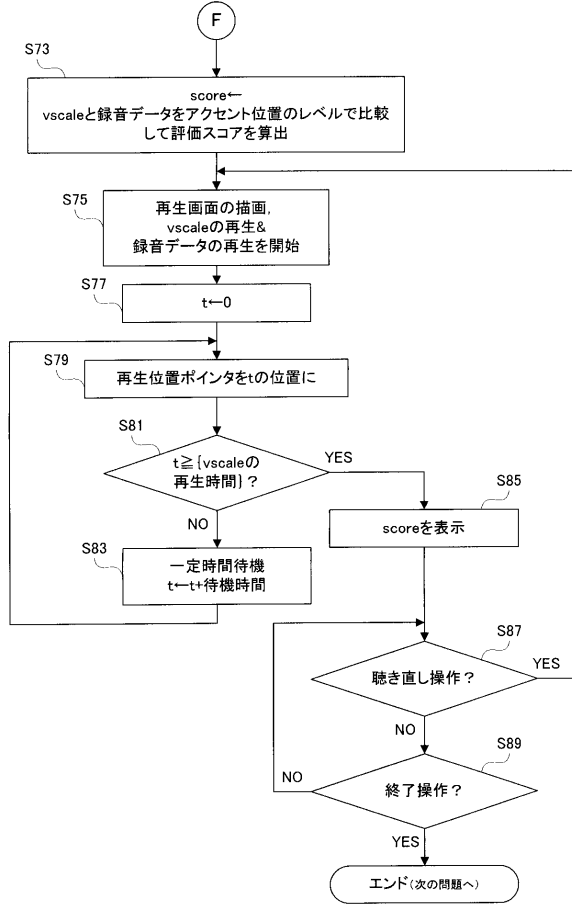 F
S73
score←
vscaleと録音データをアクセント位置のレベルで比較
して評価スコアを算出
S75
再生画面の描画,
vscaleの再生&
録音データの再生を開始
S77
t←0
S79
再生位置ポインタをtの位置に
S81
t≧{vscaleの
再生時間}？
YES
NO
S83
一定時間待機
t←t+待機時間
S85
scoreを表示
S87
聴き直し操作？
YES
NO
S89
終了操作？
NO
YES
エンド(次の問題へ)